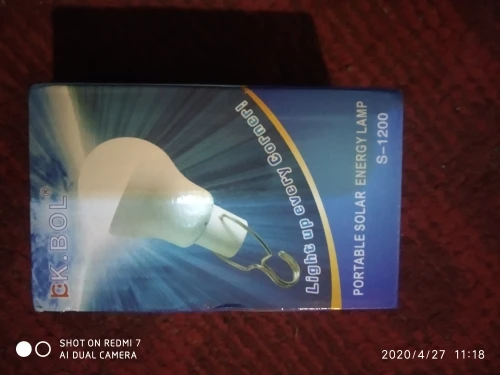 K.BOL
Light up every Corner!
PORTABLE SOLAR ENERGY LAMP
S-1200
SHOT ON REDMI 7
AI DUAL CAMERA
2020/4/27 11:18